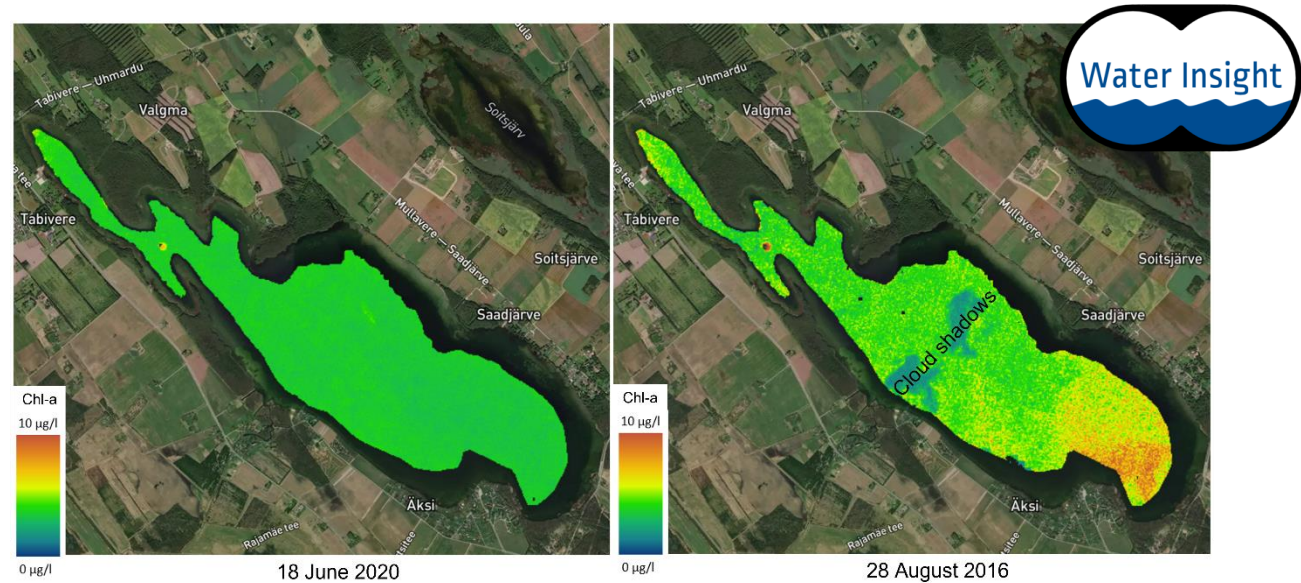 Water Insight
Tabivere — Uhmardu
Valgma
Soitsjärv
Tabivere
Mullavere — Saadjärve
Soitsjärve
Saadjärve
Äksi
Rajamäe tee
Chl-a
10 µg/l
0 µg/l
18 June 2020
Tabivere — Uhmardu
Valgma
Tabivere
Mullavere — Saadjärve
Soitsjärve
Saadjärve
Cloud shadows
Äksi
Rajamäe tee
Chl-a
10 µg/l
0 µg/l
28 August 2016